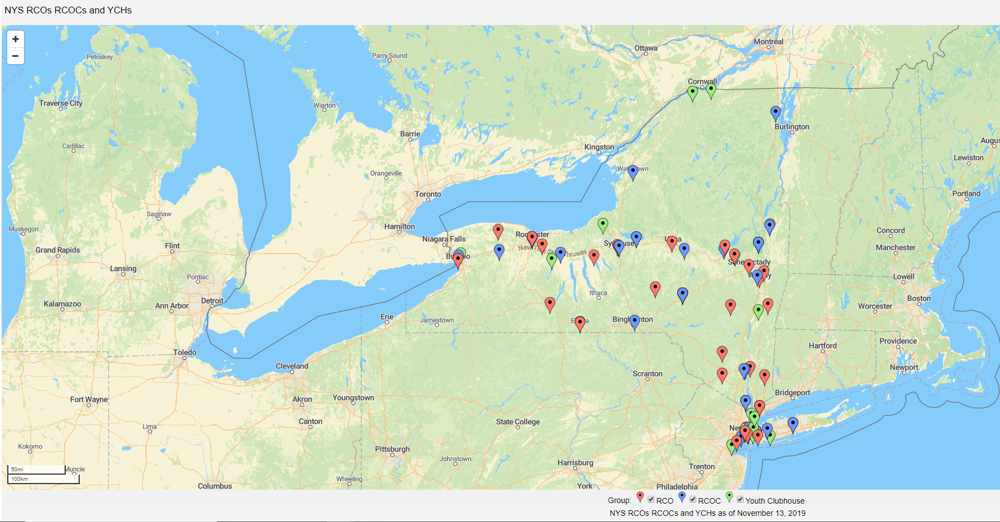 NYS RCOs RCOCs and YCHs
+
−
Petoskey
Parry Sound
Ottawa
Montréal
Cornwall
Traverse City
Wiarton
Burlington
Barrie
Kingston
Augus
Cadillac
Lewiston
Orangeville
Toronto
Portland
Saginaw
Hamilton
Muskegon
Niagara Falls
Concord
Grand Rapids
Flint
Manchester
Lansing
Pontiac
Lowell
Ithaca
Kalamazoo
Ann Arbor
Detroit
Boston
Worcester
Erie
Jamestown
Providence
Hartford
Toledo
Cleveland
Newport
Scranton
Bridgeport
Fort Wayne
Akron
Youngstown
Canton
State College
Lima
Kokomo
Pittsburgh
Johnstown
Harrisburg
Trenton
50mi
Muncie
100km
Wheeling
Columbus
York
Philadelphia
Group: RCO RCOC Youth Clubhouse
NYS RCOs RCOCs and YCHs as of November 13, 2019